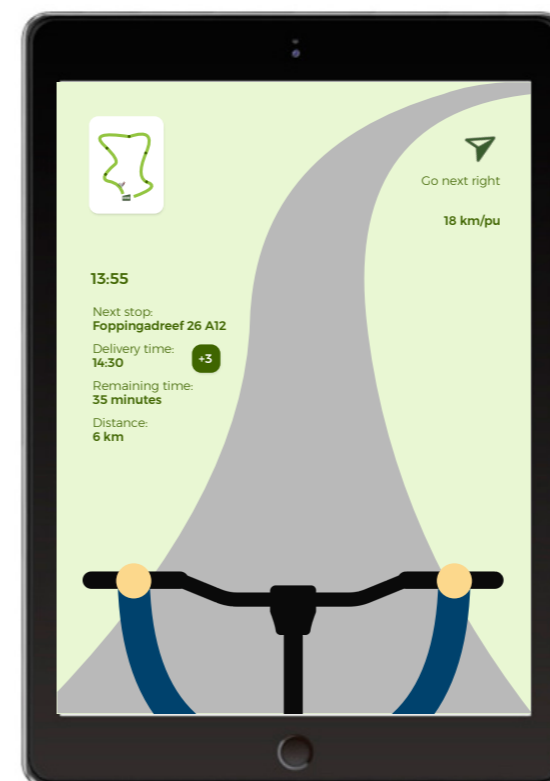 Go next right
18 km/pu
13:55
Next stop:
Foppingadreef 26 A12
Delivery time:
14:30
+3
Remaining time:
35 minutes
Distance:
6 km